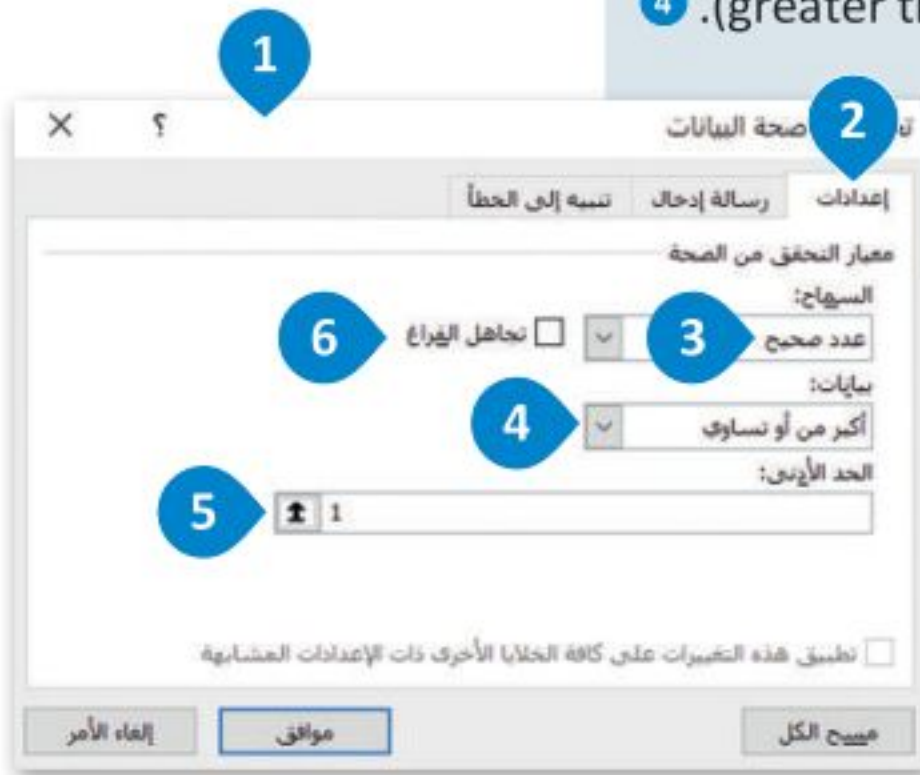 4 .(greater th
1
صحة البيانات 2
؟ ×
إعدادات رسالة إدخال تنبيه إلى الخطأ
معيار التحقق من الصحة
السماح:
عدد صحيح 3 تجاهل الفراغ 6
بيانات:
أكبر من أو تساوي 4
الحد الأدنى:
1 5
تطبيق هذه التغييرات على كافة الخلايا الأخرى ذات الإعدادات المشابهة
مسح الكل موافق إلغاء الأمر